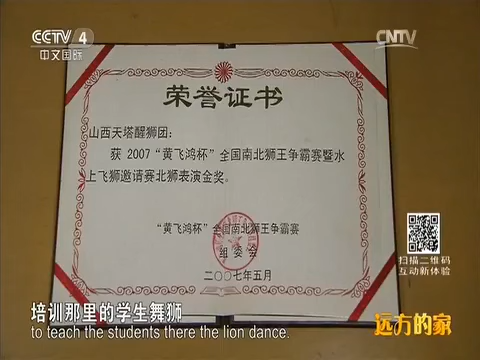 CCTV 4
中文国际
CNTV
荣誉证书
山西天塔醒狮团：
获 2007 “黄飞鸿杯” 全国南北狮王争霸赛暨水
上飞狮邀请赛北狮表演金奖。
“黄飞鸿杯” 全国南北狮王争霸赛
组委会
二〇〇七年五月
扫描二维码
互动新体验
培训那里的学生舞狮
to teach the students there the lion dance.
远方的家